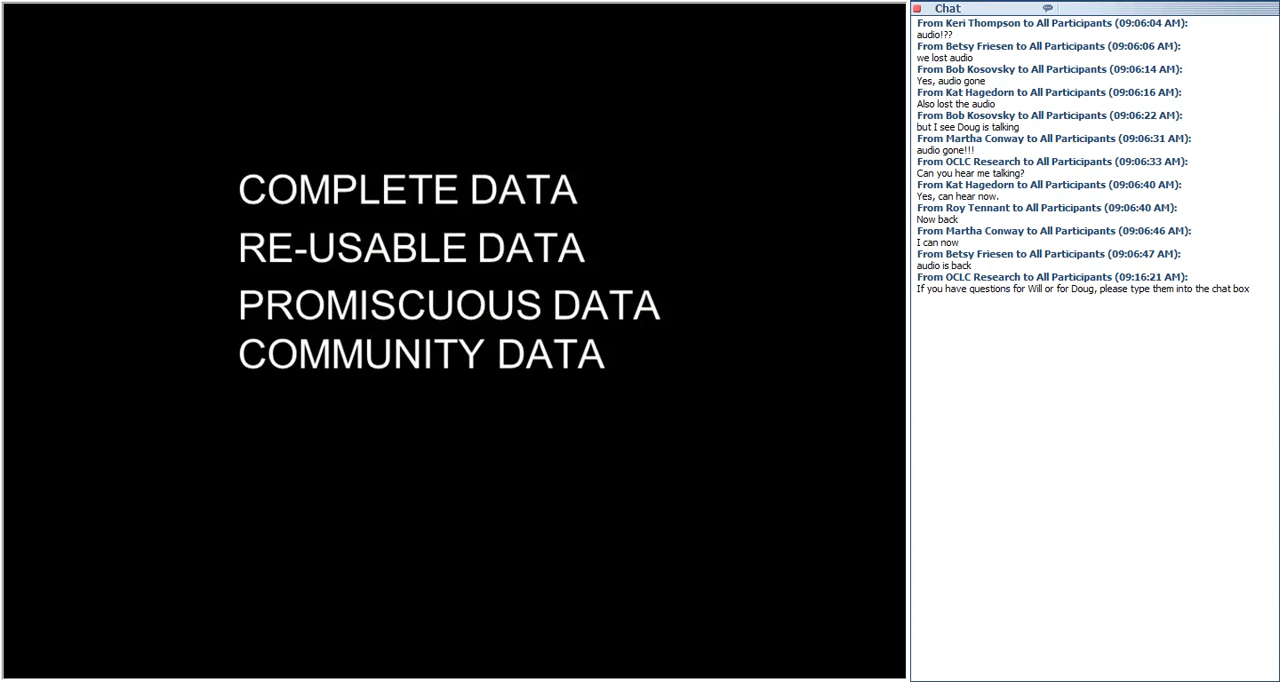 COMPLETE DATA
RE-USABLE DATA
PROMISCUOUS DATA
COMMUNITY DATA
Chat
From Keri Thompson to All Participants (09:06:04 AM):
audio!??
From Betsy Friesen to All Participants (09:06:06 AM):
we lost audio
From Bob Kosovsky to All Participants (09:06:14 AM):
Yes, audio gone
From Kat Hagedorn to All Participants (09:06:16 AM):
Also lost the audio
From Bob Kosovsky to All Participants (09:06:22 AM):
but I see Doug is talking
From Martha Conway to All Participants (09:06:31 AM):
audio gone!!!
From OCLC Research to All Participants (09:06:33 AM):
Can you hear me talking?
From Kat Hagedorn to All Participants (09:06:40 AM):
Yes, can hear now.
From Roy Tennant to All Participants (09:06:40 AM):
Now back
From Martha Conway to All Participants (09:06:46 AM):
I can now
From Betsy Friesen to All Participants (09:06:47 AM):
audio is back
From OCLC Research to All Participants (09:16:21 AM):
If you have questions for Will or for Doug, please type them into the chat box